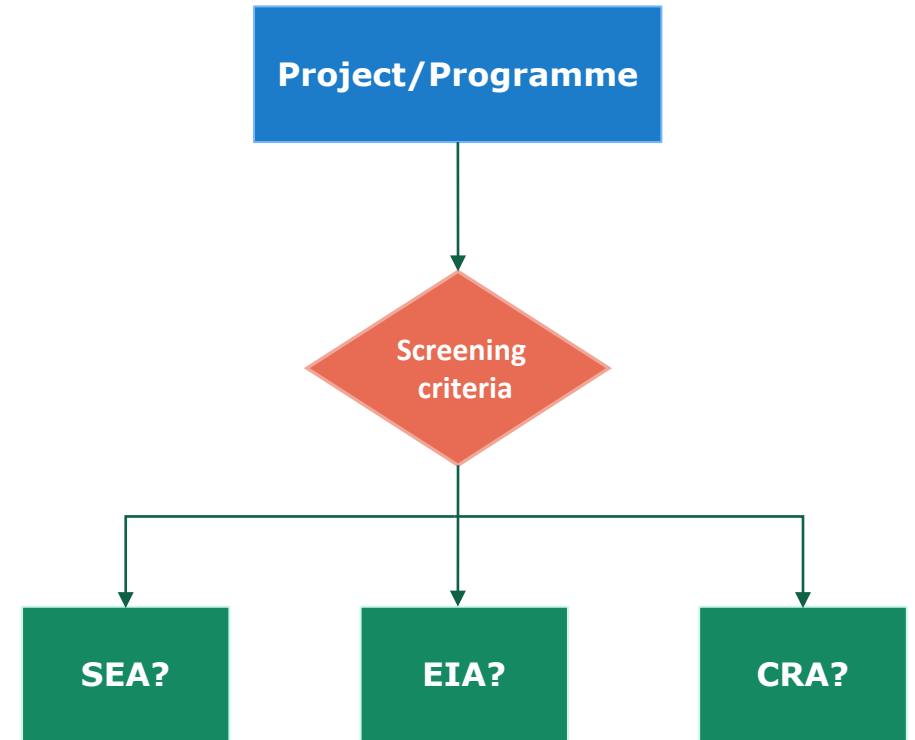 Project/Programme
Screening
criteria
SEA?
EIA?
CRA?